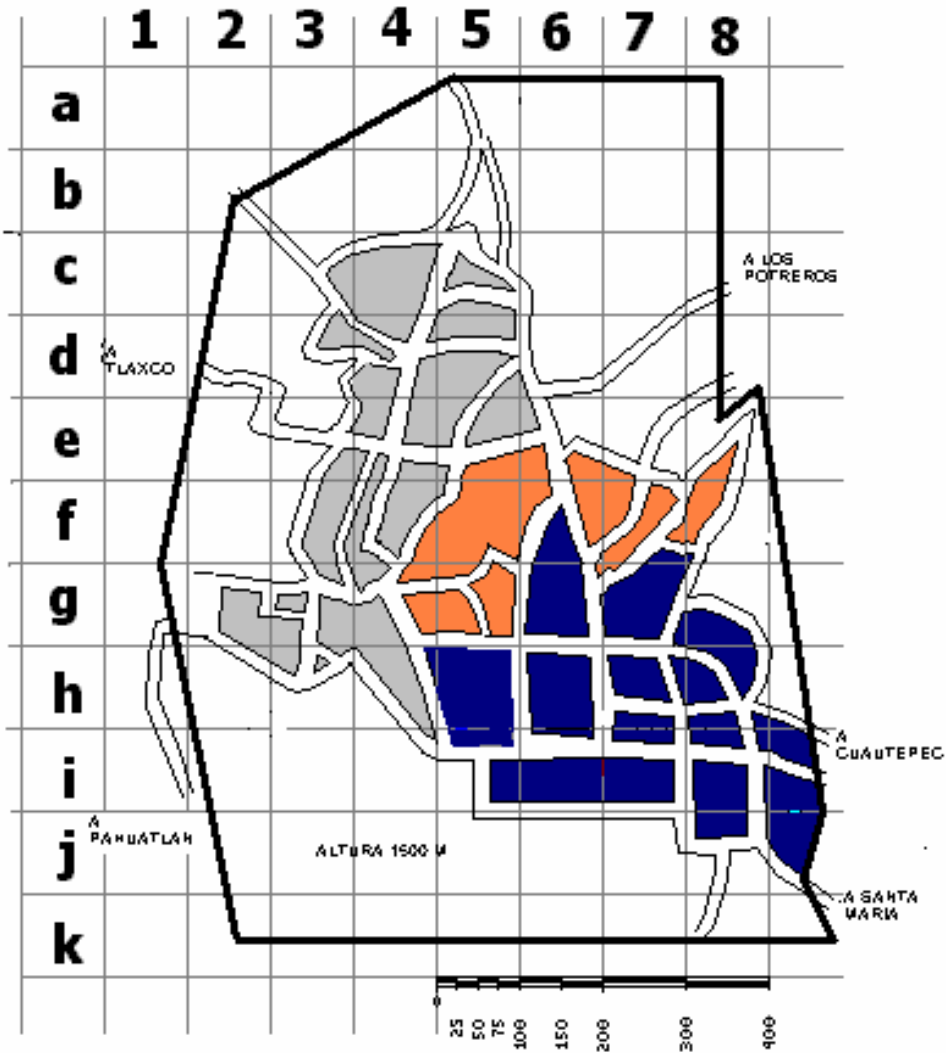 1 2 3 4 5 6 7 8
a
b
c
A LOS
POTREROS
d
A
TLAXCO
e
f
g
h
A
CUAUTEPEC
i
A
PAHUATLAN
j
ALTURA 1500 M
A SANTA
MARIA
k
0 25 50 75 100 150 200 300 400